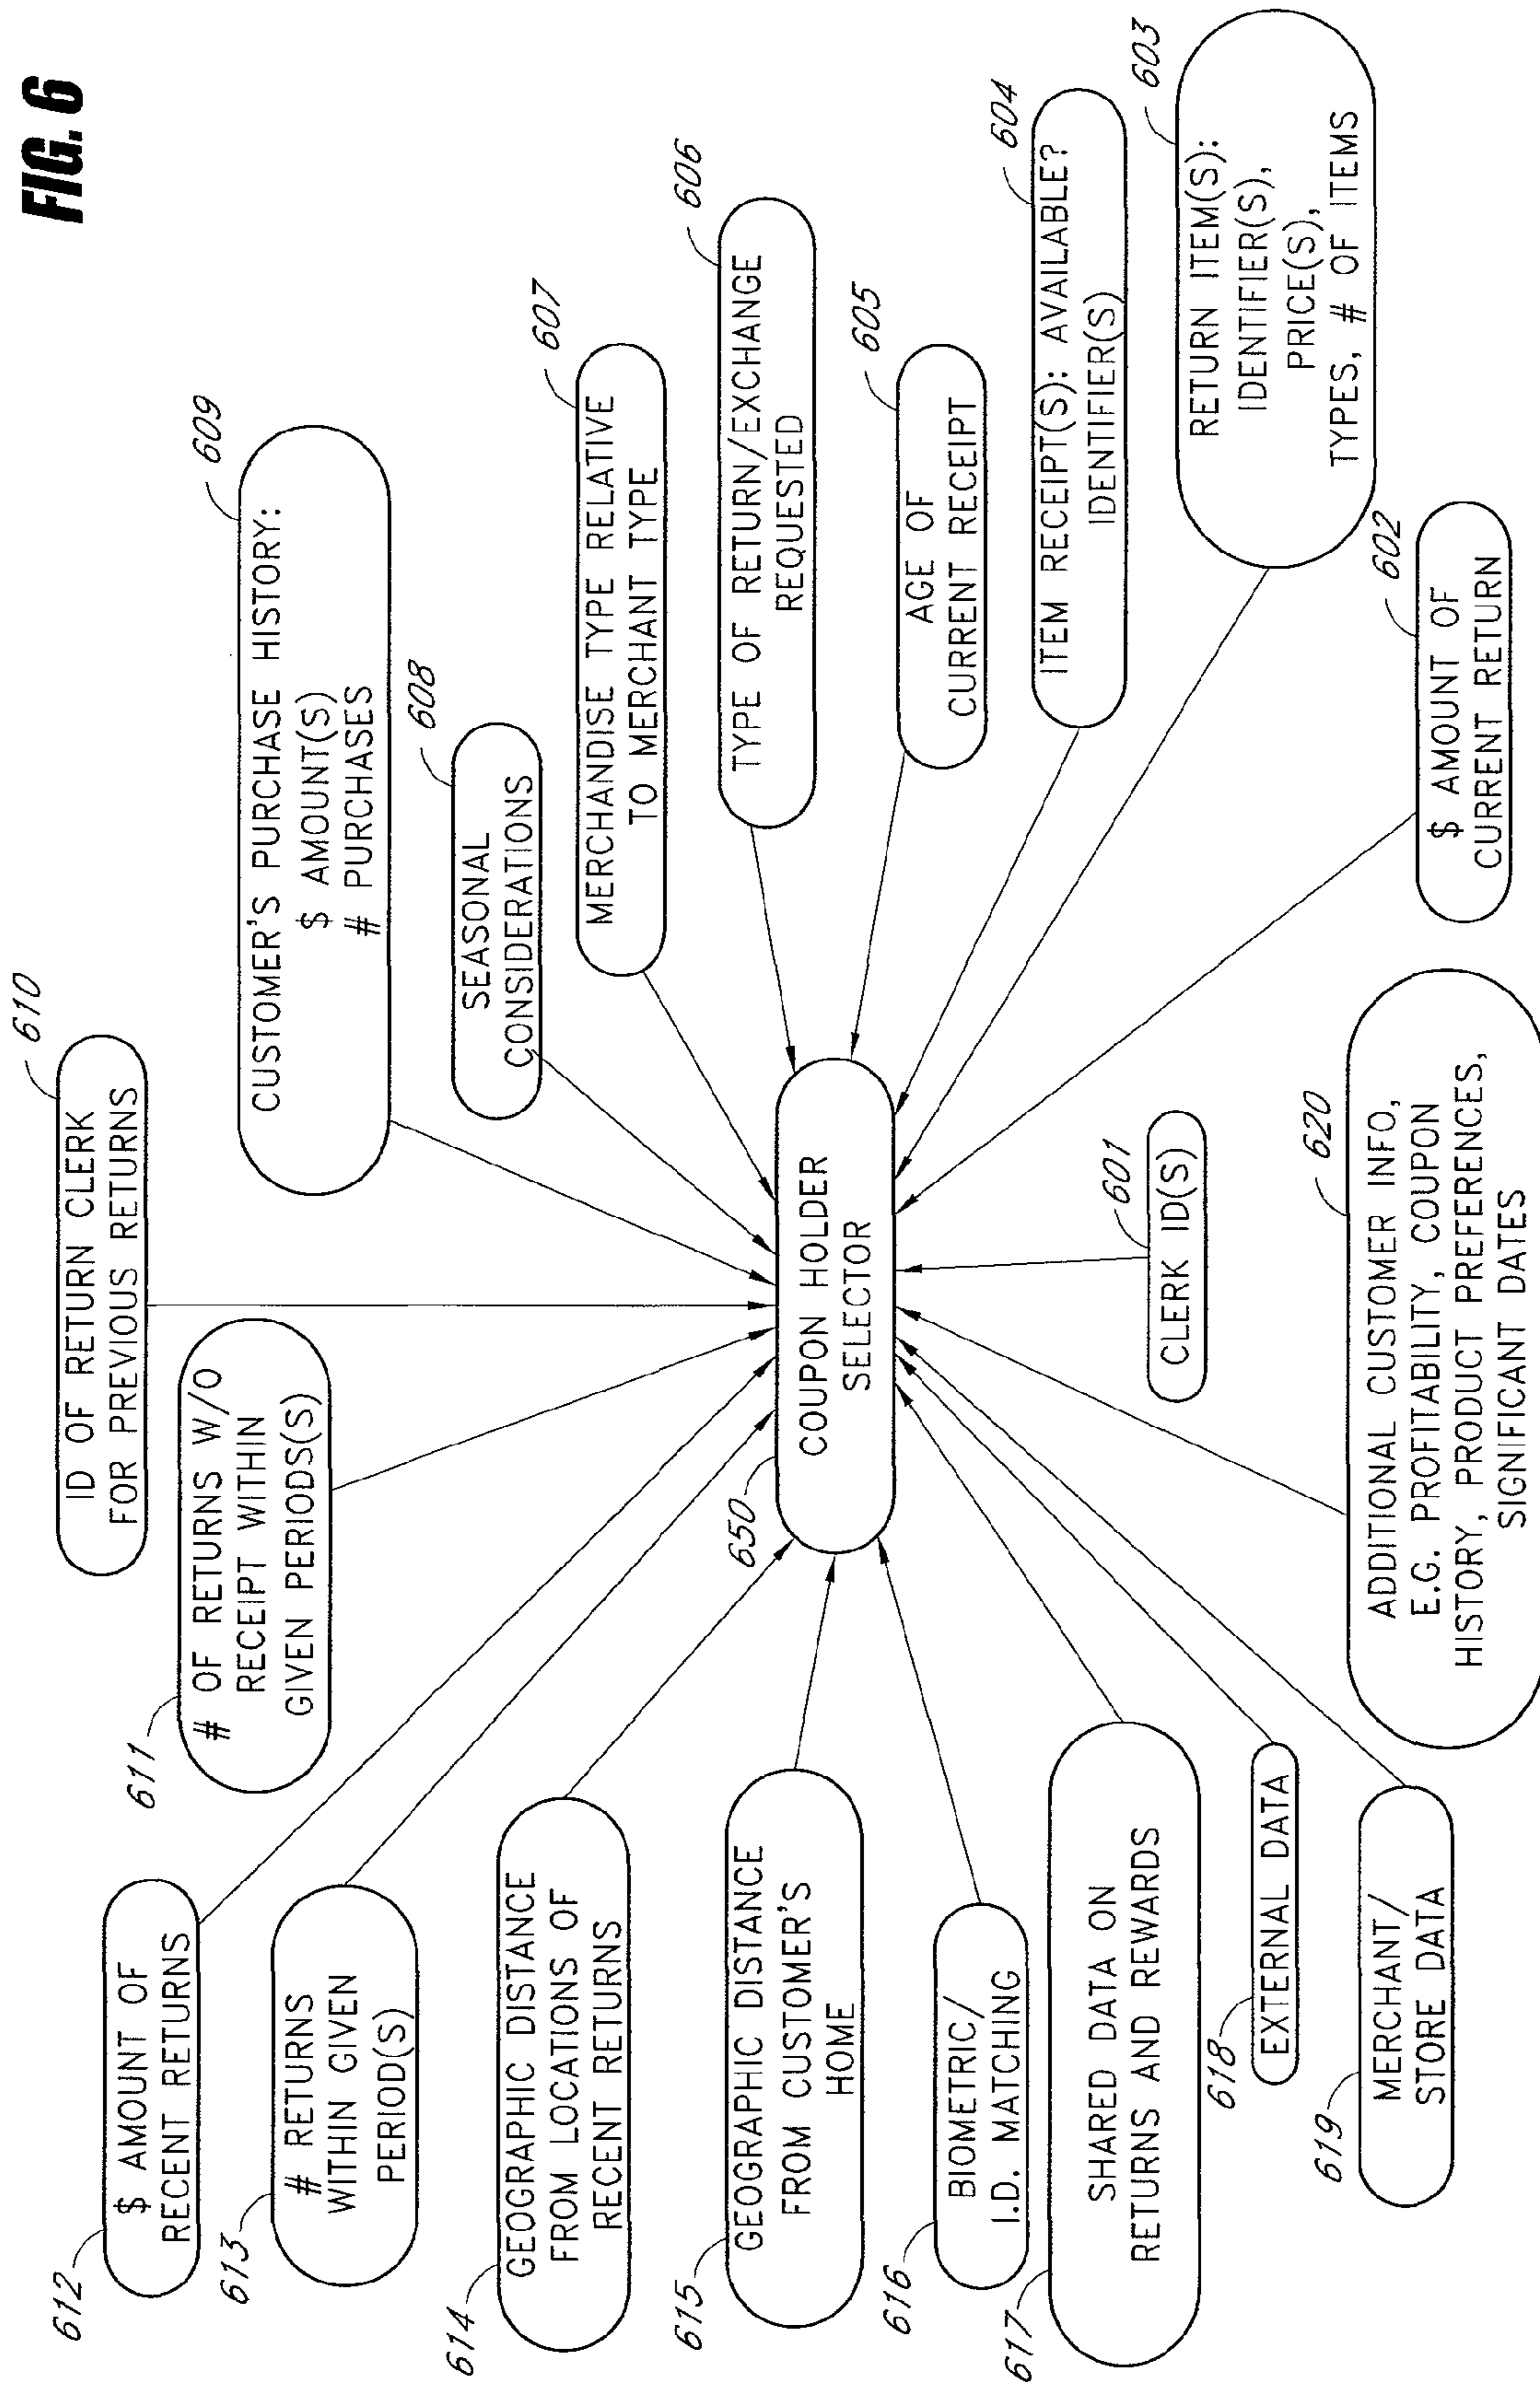 FIG. 6
610
ID OF RETURN CLERK
FOR PREVIOUS RETURNS
609
CUSTOMER'S PURCHASE HISTORY:
$ AMOUNT(S)
# PURCHASES
608
SEASONAL
CONSIDERATIONS
607
MERCHANDISE TYPE RELATIVE
TO MERCHANT TYPE
606
TYPE OF RETURN/EXCHANGE
REQUESTED
605
AGE OF
CURRENT RECEIPT
604
ITEM RECEIPT(S): AVAILABLE?
IDENTIFIER(S)
603
RETURN ITEM(S):
IDENTIFIER(S),
PRICE(S),
TYPES, # OF ITEMS
602
$ AMOUNT OF
CURRENT RETURN
601
CLERK ID(S)
620
ADDITIONAL CUSTOMER INFO,
E.G. PROFITABILITY, COUPON
HISTORY, PRODUCT PREFERENCES,
SIGNIFICANT DATES
650
COUPON HOLDER
SELECTOR
611
# OF RETURNS W/O
RECEIPT WITHIN
GIVEN PERIODS(S)
612
$ AMOUNT OF
RECENT RETURNS
613
# RETURNS
WITHIN GIVEN
PERIOD(S)
614
GEOGRAPHIC DISTANCE
FROM LOCATIONS OF
RECENT RETURNS
615
GEOGRAPHIC DISTANCE
FROM CUSTOMER'S
HOME
616
BIOMETRIC/
I.D. MATCHING
617
SHARED DATA ON
RETURNS AND REWARDS
618
EXTERNAL DATA
619
MERCHANT/
STORE DATA